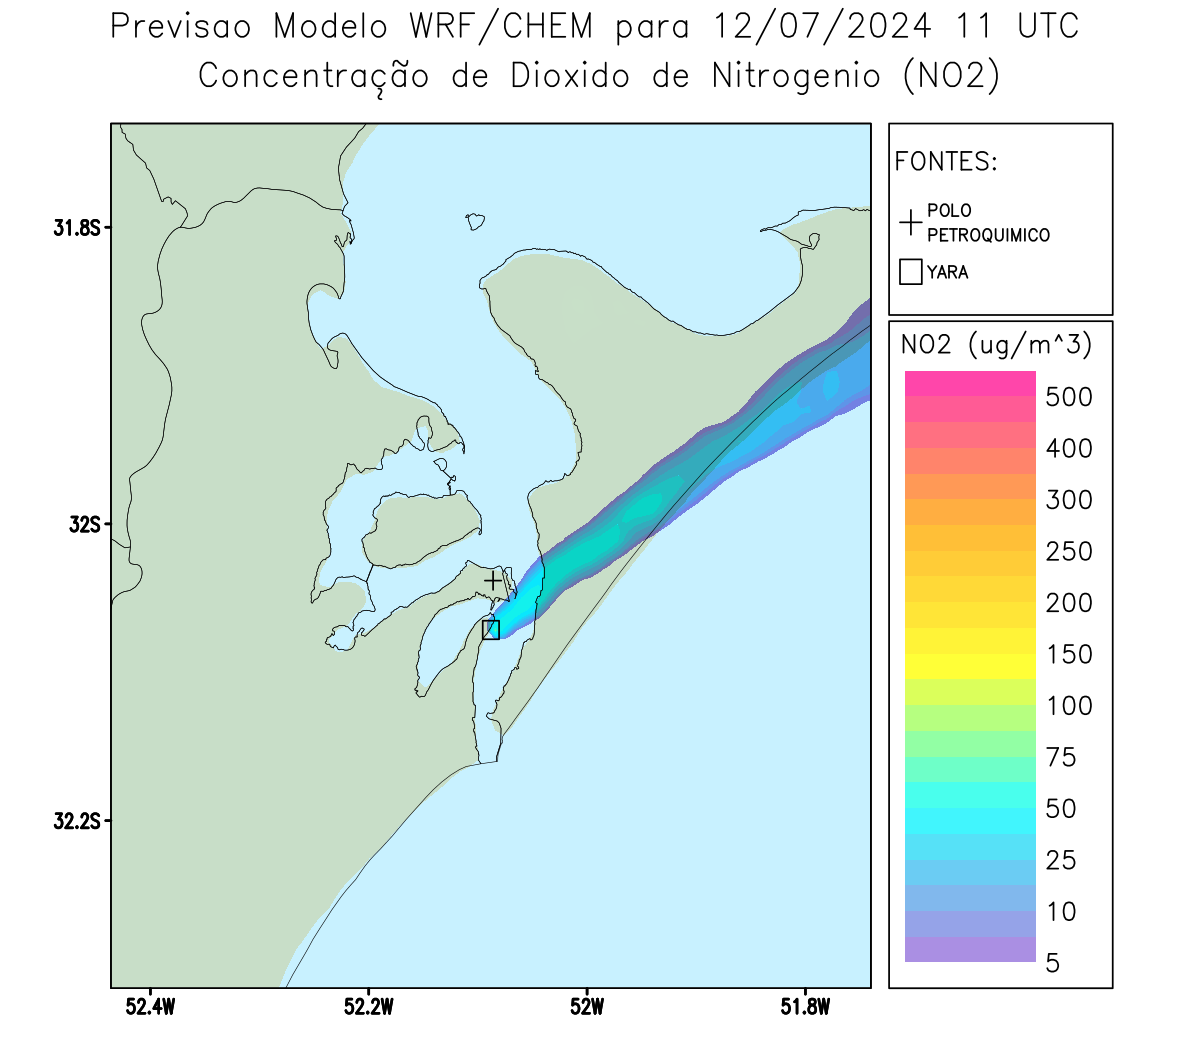 Previsao Modelo WRF/CHEM para 12/07/2024 11 UTC
Concentração de Dioxido de Nitrogenio (NO2)
FONTES:
POLO
PETROQUIMICO
YARA
NO2 (ug/m^3)
500
400
300
250
200
150
100
75
50
25
10
5
31.8S
32S
32.2S
52.4W
52.2W
52W
51.8W